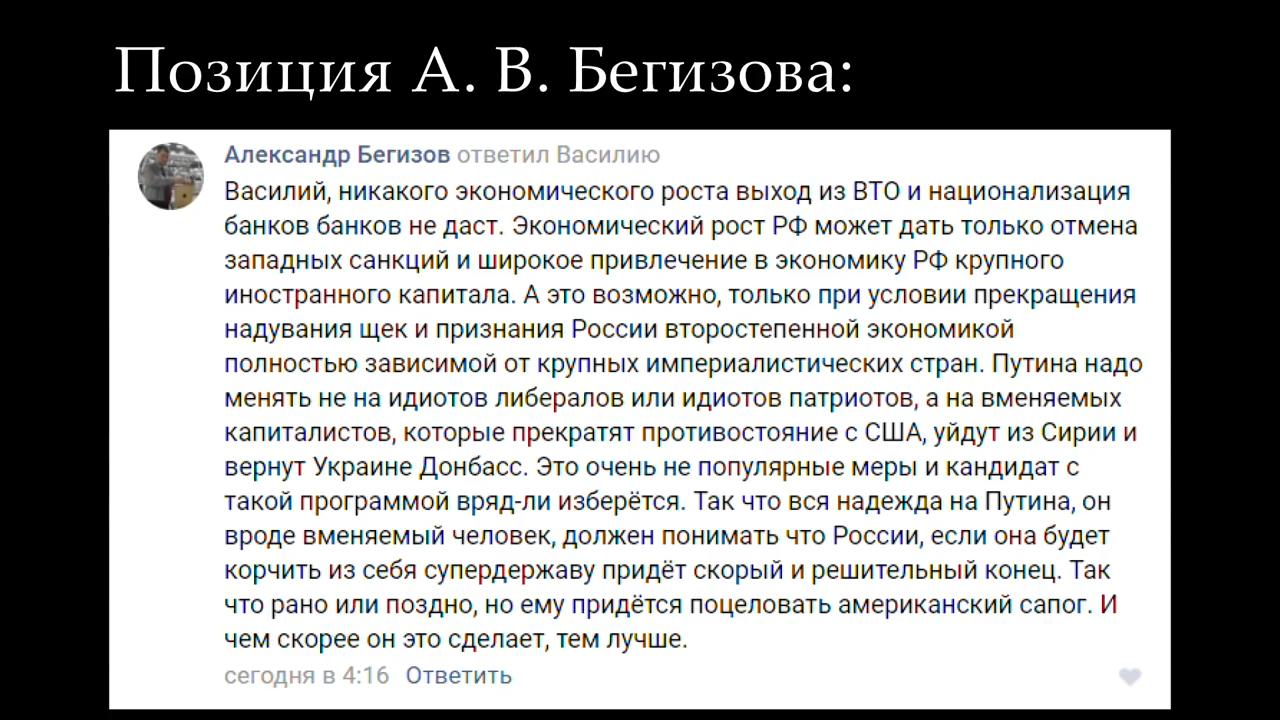 Позиция А. В. Бегизова:
Александр Бегизов ответил Василию
Василий, никакого экономического роста выход из ВТО и национализация
банков банков не даст. Экономический рост РФ может дать только отмена
западных санкций и широкое привлечение в экономику РФ крупного
иностранного капитала. А это возможно, только при условии прекращения
надувания щек и признания России второстепенной экономикой
полностью зависимой от крупных империалистических стран. Путина надо
менять не на идиотов либералов или идиотов патриотов, а на вменяемых
капиталистов, которые прекратят противостояние с США, уйдут из Сирии и
вернут Украине Донбасс. Это очень не популярные меры и кандидат с
такой программой вряд-ли изберётся. Так что вся надежда на Путина, он
вроде вменяемый человек, должен понимать что России, если она будет
корчить из себя супердержаву придёт скорый и решительный конец. Так
что рано или поздно, но ему придётся поцеловать американский сапог. И
чем скорее он это сделает, тем лучше.
сегодня в 4:16 Ответить